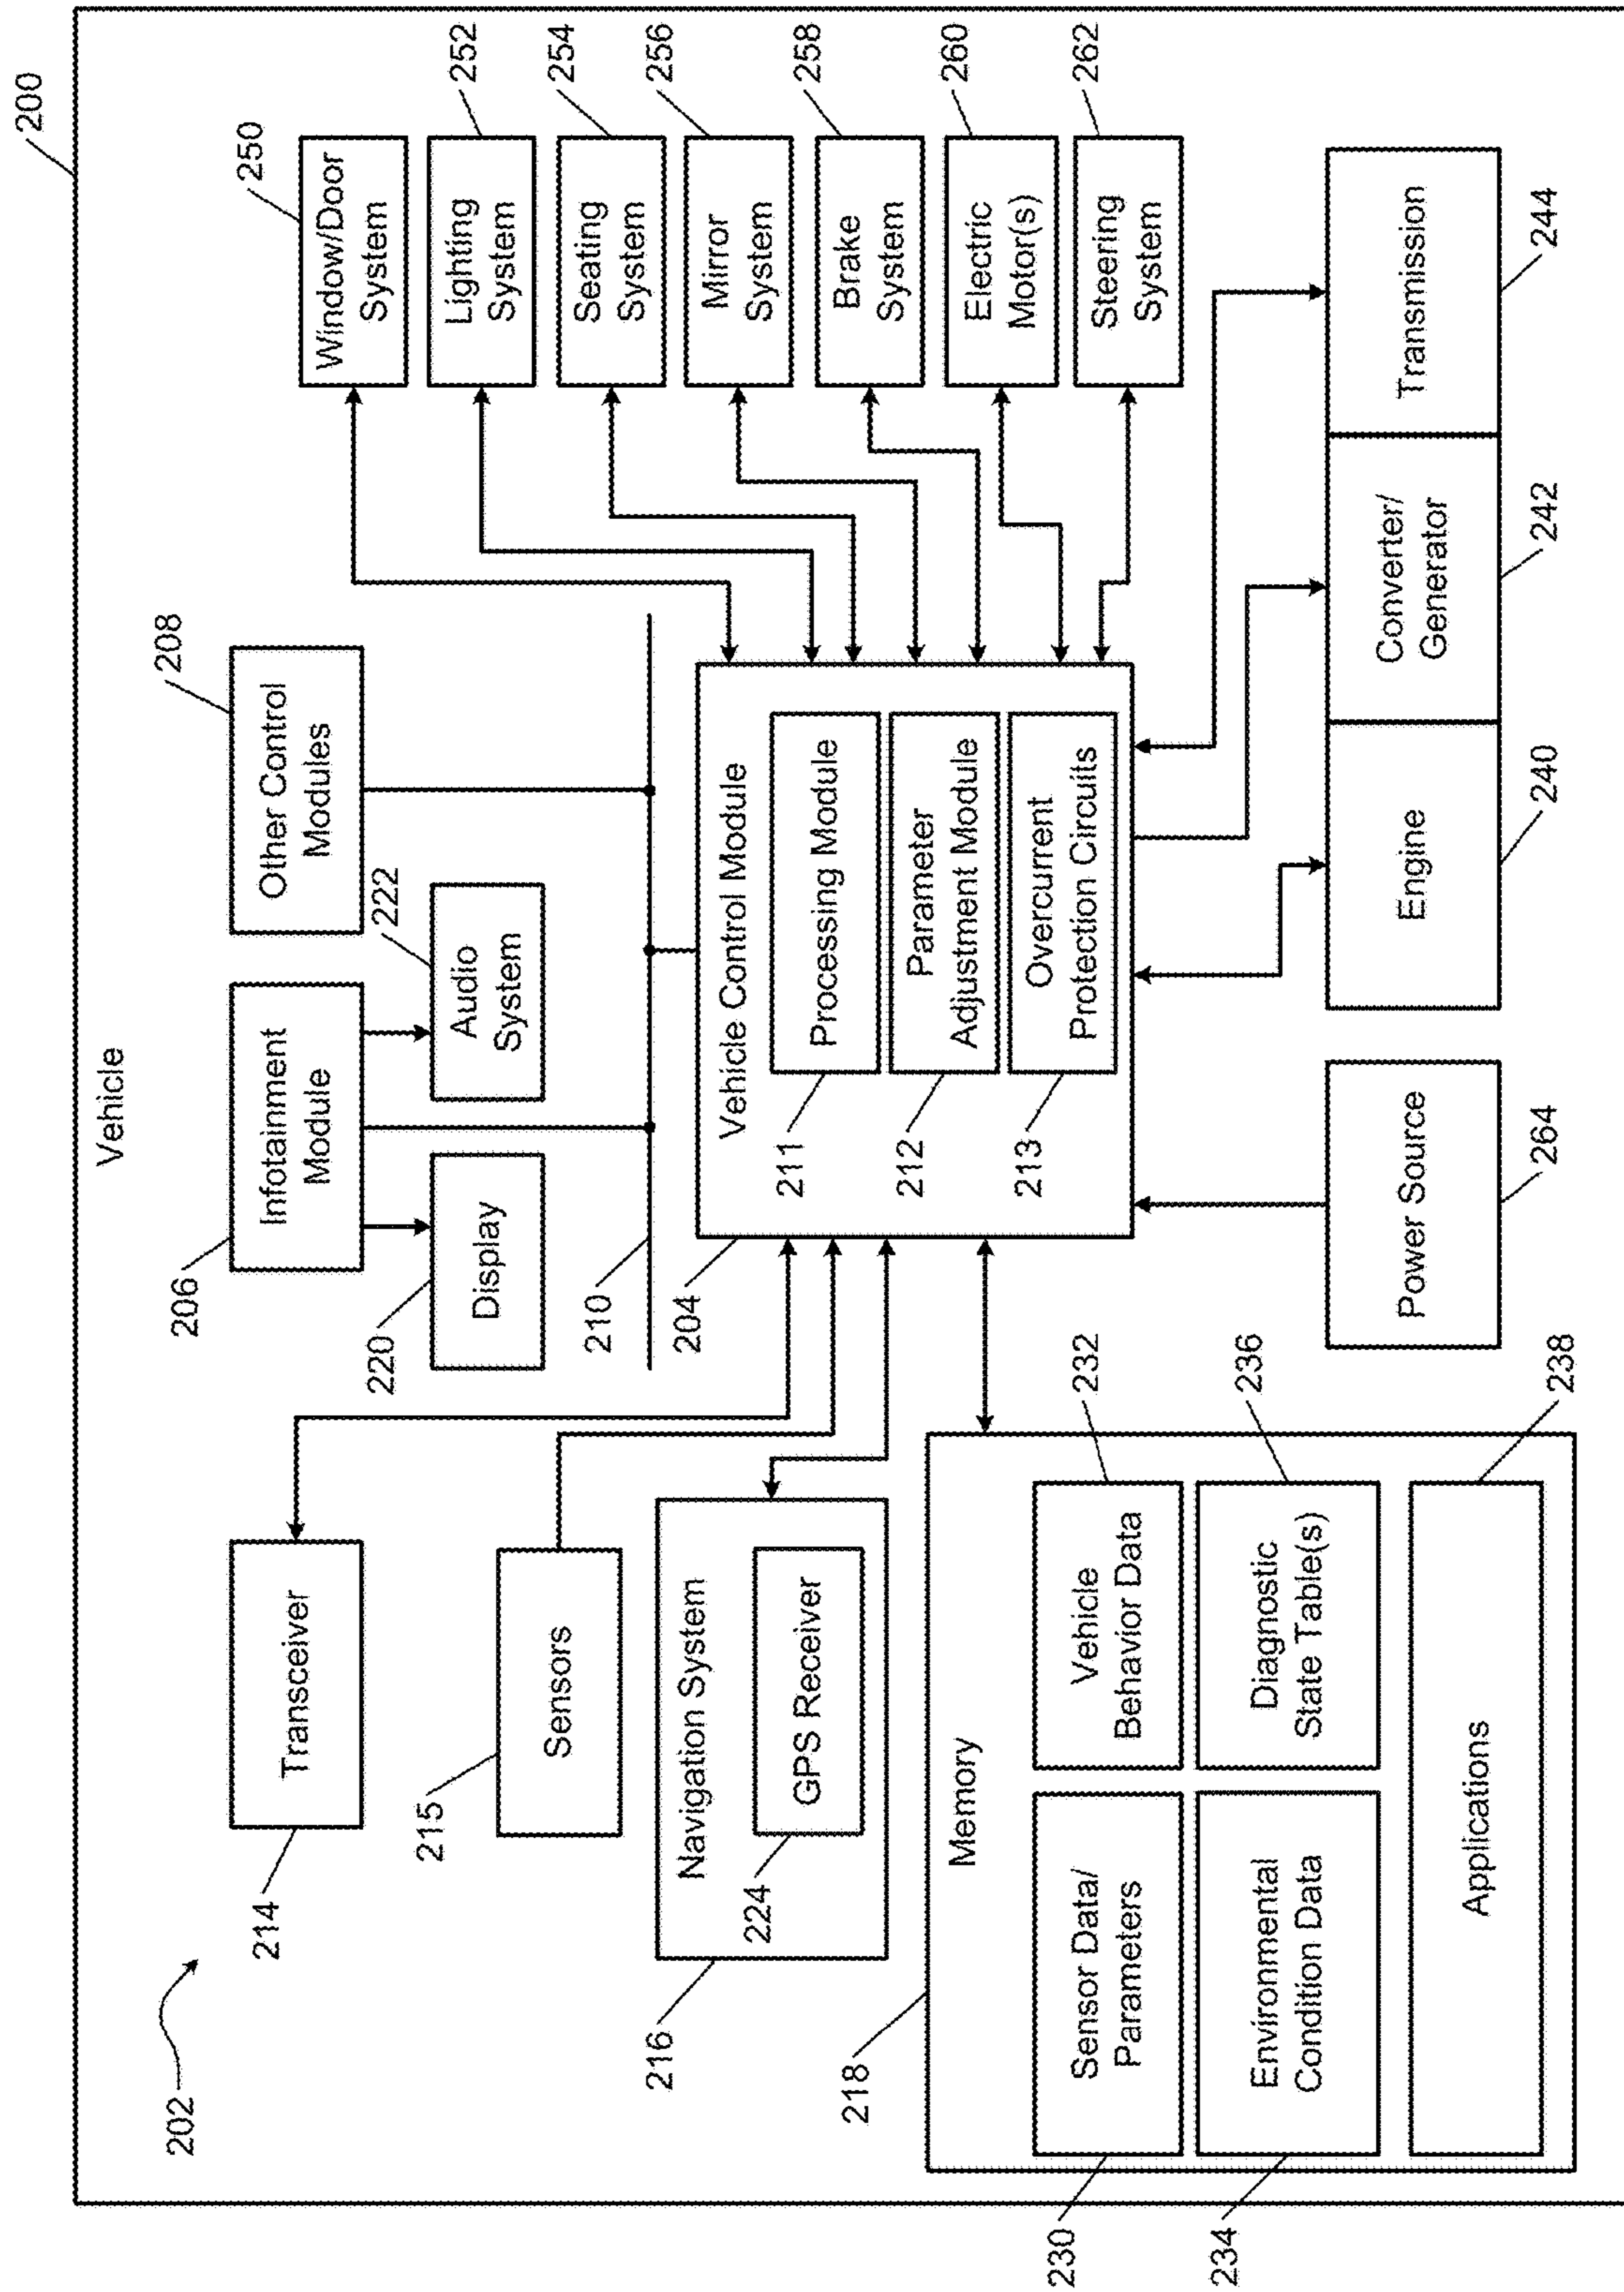 200
Vehicle
202
206
Infotainment
Module
208
Other Control
Modules
250
Window/Door
System
214
Transceiver
220
Display
222
Audio
System
252
Lighting
System
215
Sensors
210
254
Seating
System
216
Navigation System
224
GPS Receiver
204
Vehicle Control Module
211
Processing Module
212
Parameter
Adjustment Module
213
Overcurrent
Protection Circuits
256
Mirror
System
258
Brake
System
260
Electric
Motor(s)
262
Steering
System
218
Memory
230
Sensor Data/
Parameters
232
Vehicle
Behavior Data
234
Environmental
Condition Data
236
Diagnostic
State Table(s)
238
Applications
Power Source
264
Engine
240
Converter/
Generator
242
Transmission
244